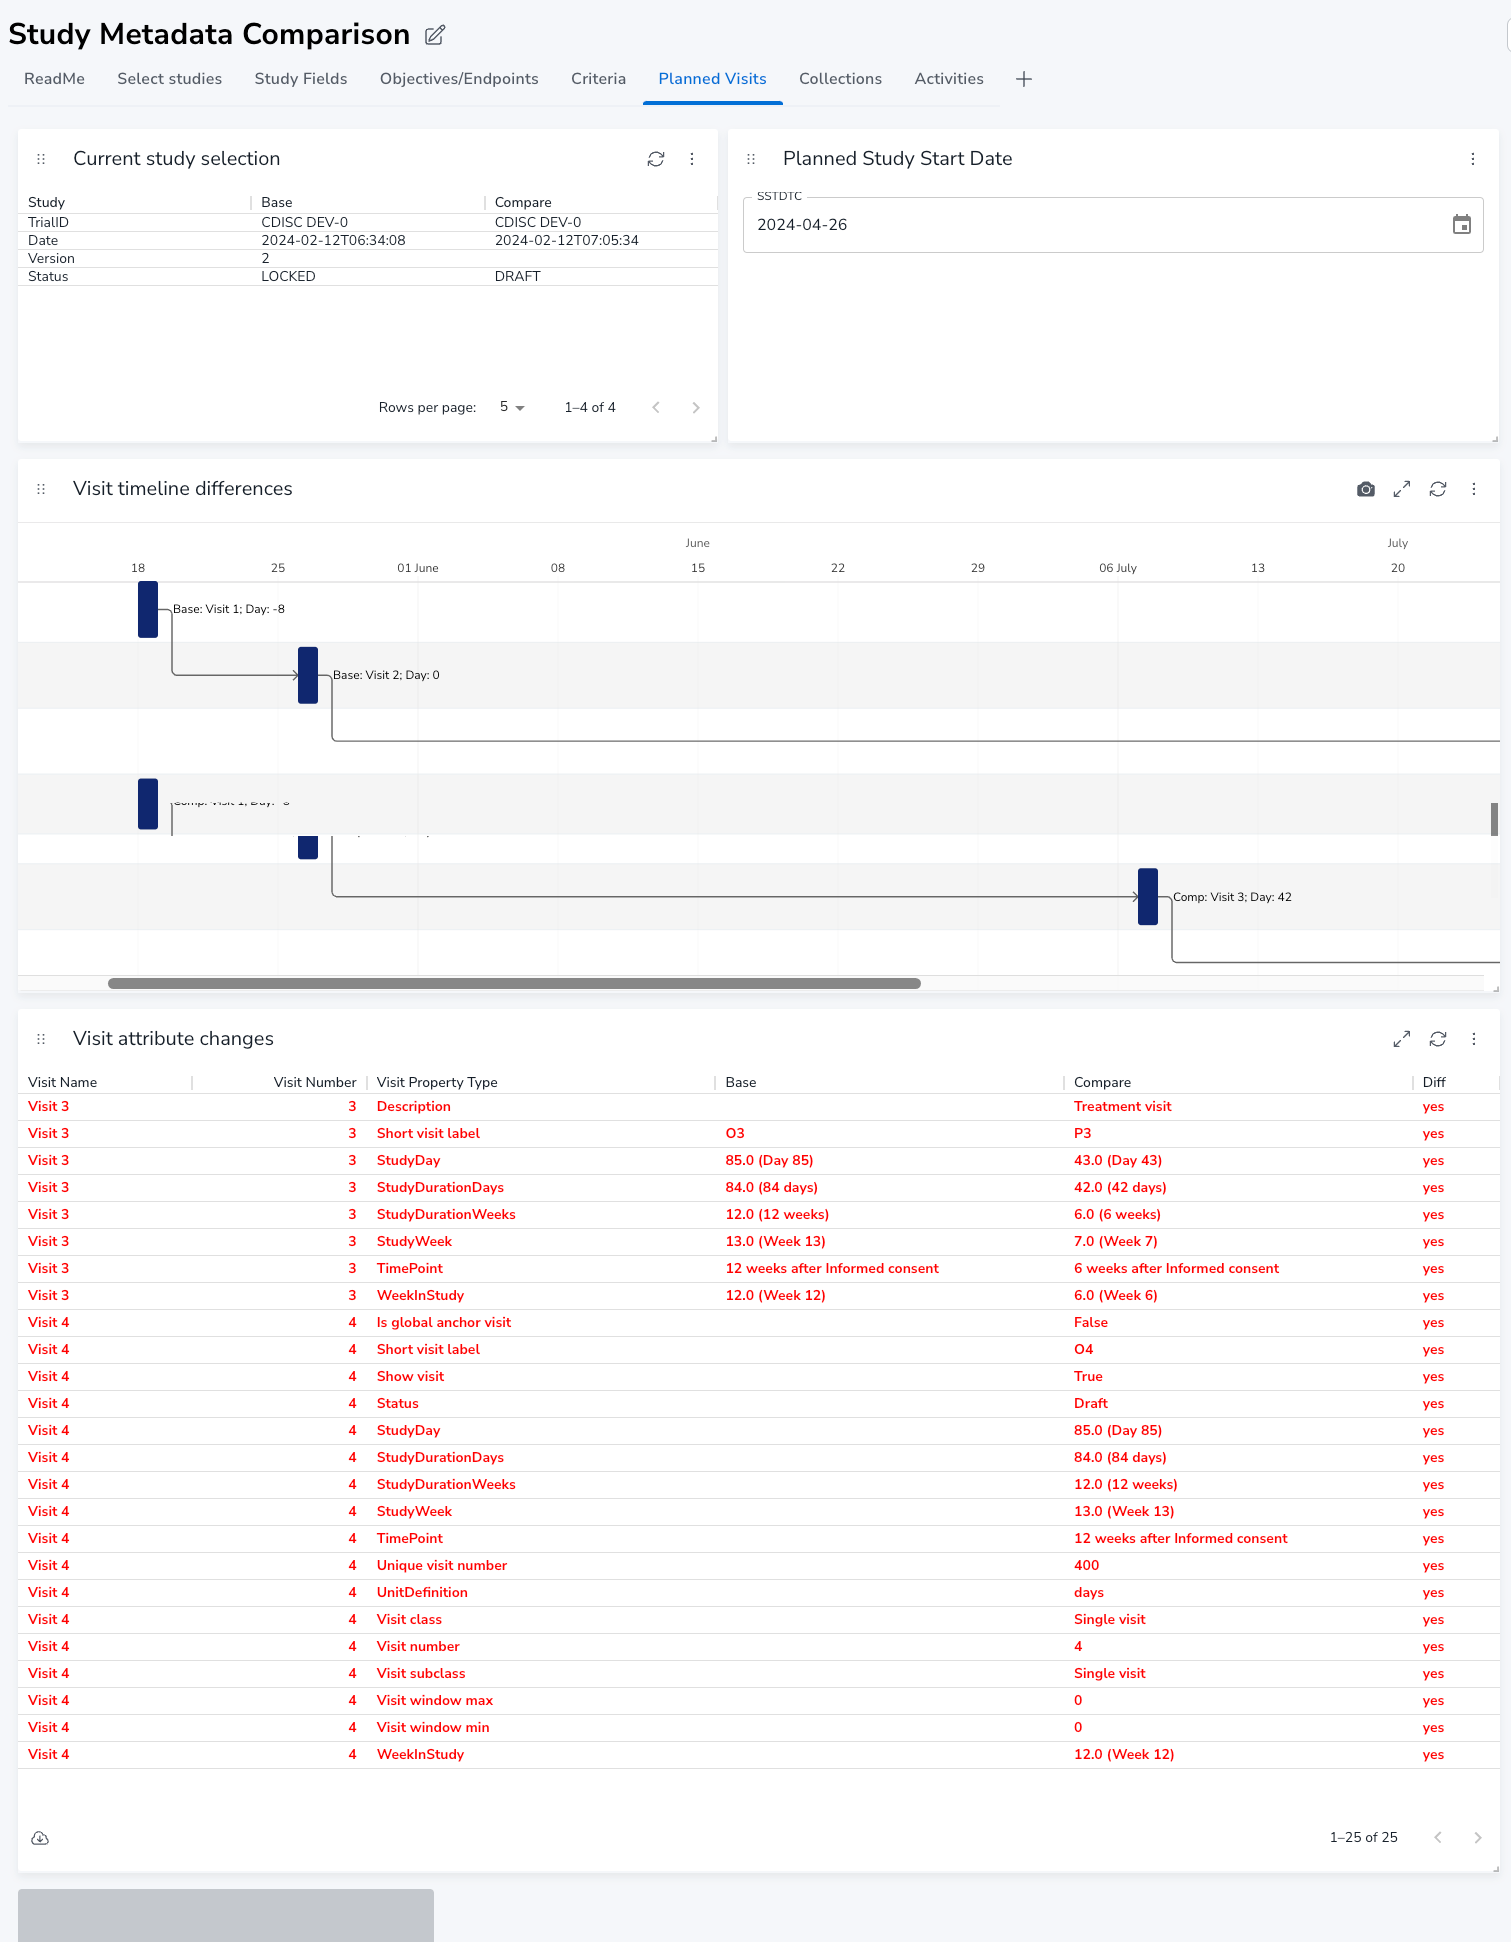 Study Metadata Comparison
ReadMe Select studies Study Fields Objectives/Endpoints Criteria Planned Visits Collections Activities
Current study selection
Study Base Compare
TrialID CDISC DEV-0 CDISC DEV-0
Date 2024-02-12T06:34:08 2024-02-12T07:05:34
Version 2
Status LOCKED DRAFT
Rows per page: 5 1–4 of 4
Planned Study Start Date
SSTDTC
2024-04-26
Visit timeline differences
June July
18 25 01 June 08 15 22 29 06 July 13 20
Base: Visit 1; Day: -8
Base: Visit 2; Day: 0
Comp: Visit 3; Day: 42
Visit attribute changes
Visit Name Visit Number Visit Property Type Base Compare Diff
Visit 3 3 Description Treatment visit yes
Visit 3 3 Short visit label O3 P3 yes
Visit 3 3 StudyDay 85.0 (Day 85) 43.0 (Day 43) yes
Visit 3 3 StudyDurationDays 84.0 (84 days) 42.0 (42 days) yes
Visit 3 3 StudyDurationWeeks 12.0 (12 weeks) 6.0 (6 weeks) yes
Visit 3 3 StudyWeek 13.0 (Week 13) 7.0 (Week 7) yes
Visit 3 3 TimePoint 12 weeks after Informed consent 6 weeks after Informed consent yes
Visit 3 3 WeekInStudy 12.0 (Week 12) 6.0 (Week 6) yes
Visit 4 4 Is global anchor visit False yes
Visit 4 4 Short visit label O4 yes
Visit 4 4 Show visit True yes
Visit 4 4 Status Draft yes
Visit 4 4 StudyDay 85.0 (Day 85) yes
Visit 4 4 StudyDurationDays 84.0 (84 days) yes
Visit 4 4 StudyDurationWeeks 12.0 (12 weeks) yes
Visit 4 4 StudyWeek 13.0 (Week 13) yes
Visit 4 4 TimePoint 12 weeks after Informed consent yes
Visit 4 4 Unique visit number 400 yes
Visit 4 4 UnitDefinition days yes
Visit 4 4 Visit class Single visit yes
Visit 4 4 Visit number 4 yes
Visit 4 4 Visit subclass Single visit yes
Visit 4 4 Visit window max 0 yes
Visit 4 4 Visit window min 0 yes
Visit 4 4 WeekInStudy 12.0 (Week 12) yes
1–25 of 25